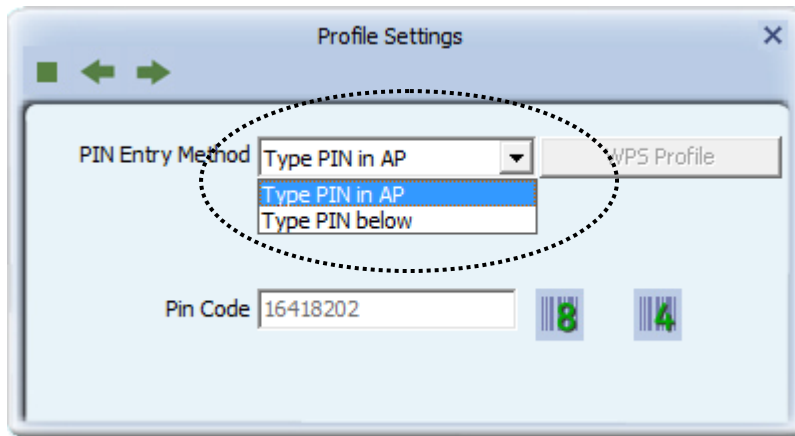 Profile Settings
PIN Entry Method Type PIN in AP WPS Profile
Type PIN in AP
Type PIN below
Pin Code 16418202 8 4